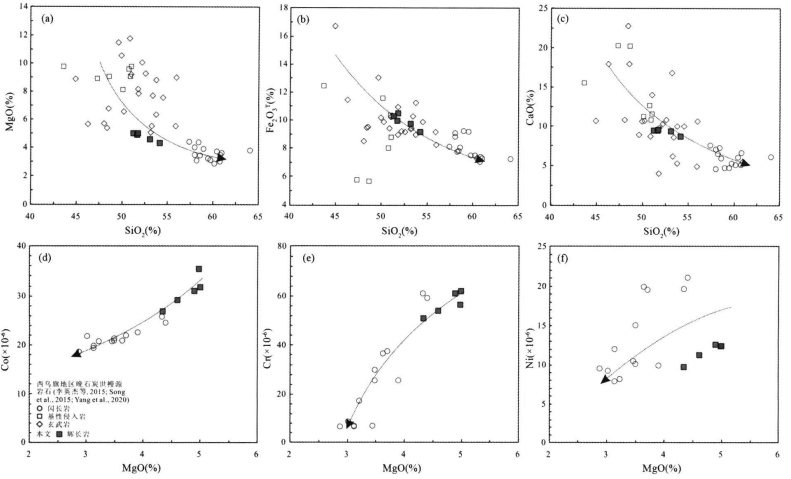 (a)
MgO(%)
14
12
10
8
6
4
2
0
40
45
50
55
60
65
SiO2(%)
(b)
Fe2O3T(%)
18
16
14
12
10
8
6
4
40
45
50
55
60
65
SiO2(%)
(c)
CaO(%)
25
20
15
10
5
0
40
45
50
55
60
65
SiO2(%)
(d)
Co(×10-6)
40
30
20
10
0
2
3
4
5
6
MgO(%)
西乌旗地区晚石炭世幔源
岩石(李英杰等, 2015; Song
et al., 2015; Yang et al., 2020)
闪长岩
基性侵入岩
玄武岩
本文 辉长岩
(e)
Cr(×10-6)
80
60
40
20
0
2
3
4
5
6
MgO(%)
(f)
Ni(×10-6)
25
20
15
10
5
0
2
3
4
5
6
MgO(%)